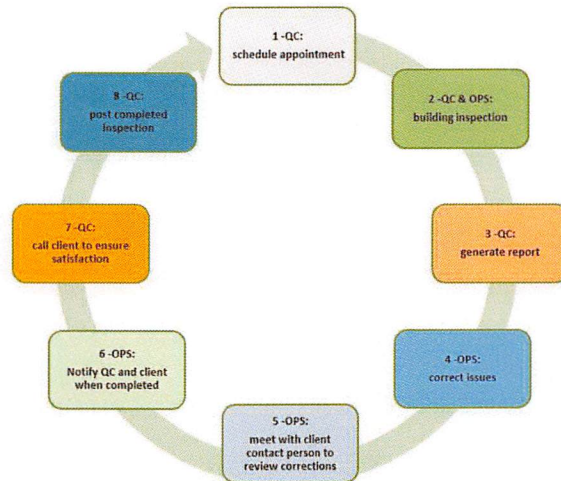 1 -QC:
schedule appointment
2 -QC & OPS:
building inspection
3 -QC:
generate report
4 -OPS:
correct issues
5 -OPS:
meet with client
contact person to
review corrections
6 -OPS:
Notify QC and client
when completed
7 -QC:
call client to ensure
satisfaction
8 -QC:
post completed
inspection